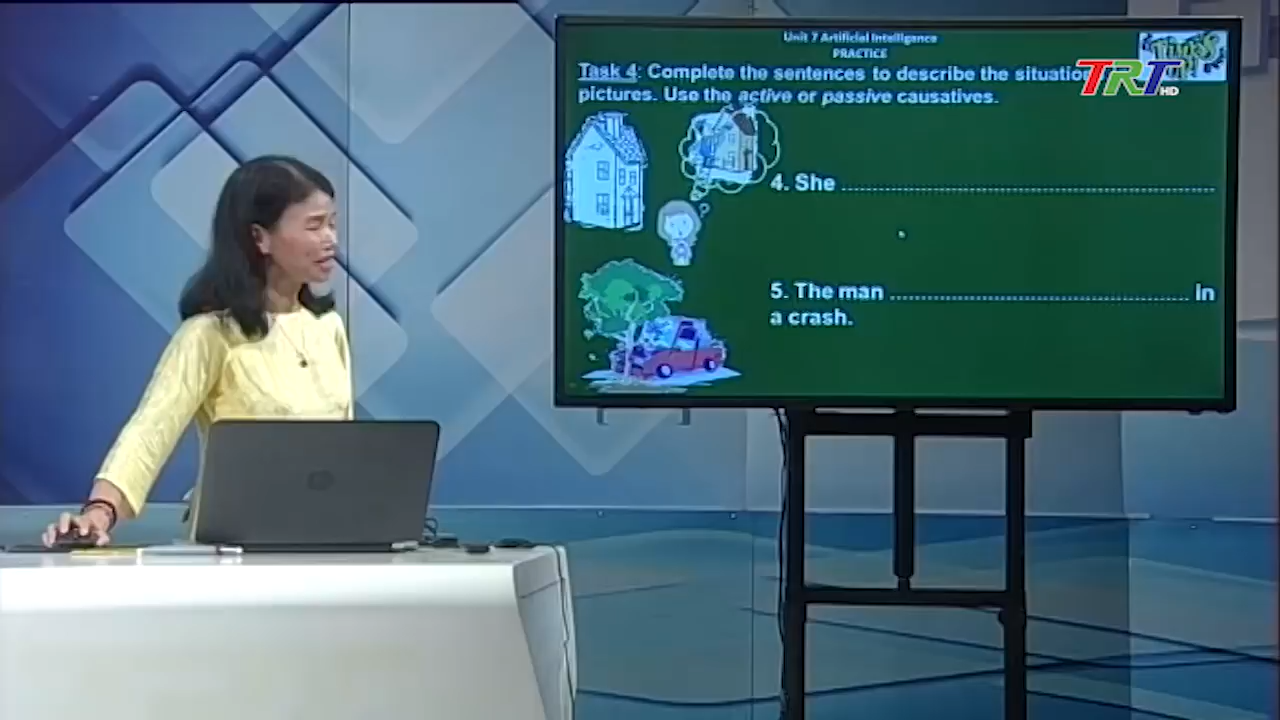 Unit 7 Artificial Intelligence
PRACTICE
Task 4: Complete the sentences to describe the situatio
pictures. Use the active or passive causatives.
TRT HD
4. She ........................................
5. The man ........................................ in
a crash.